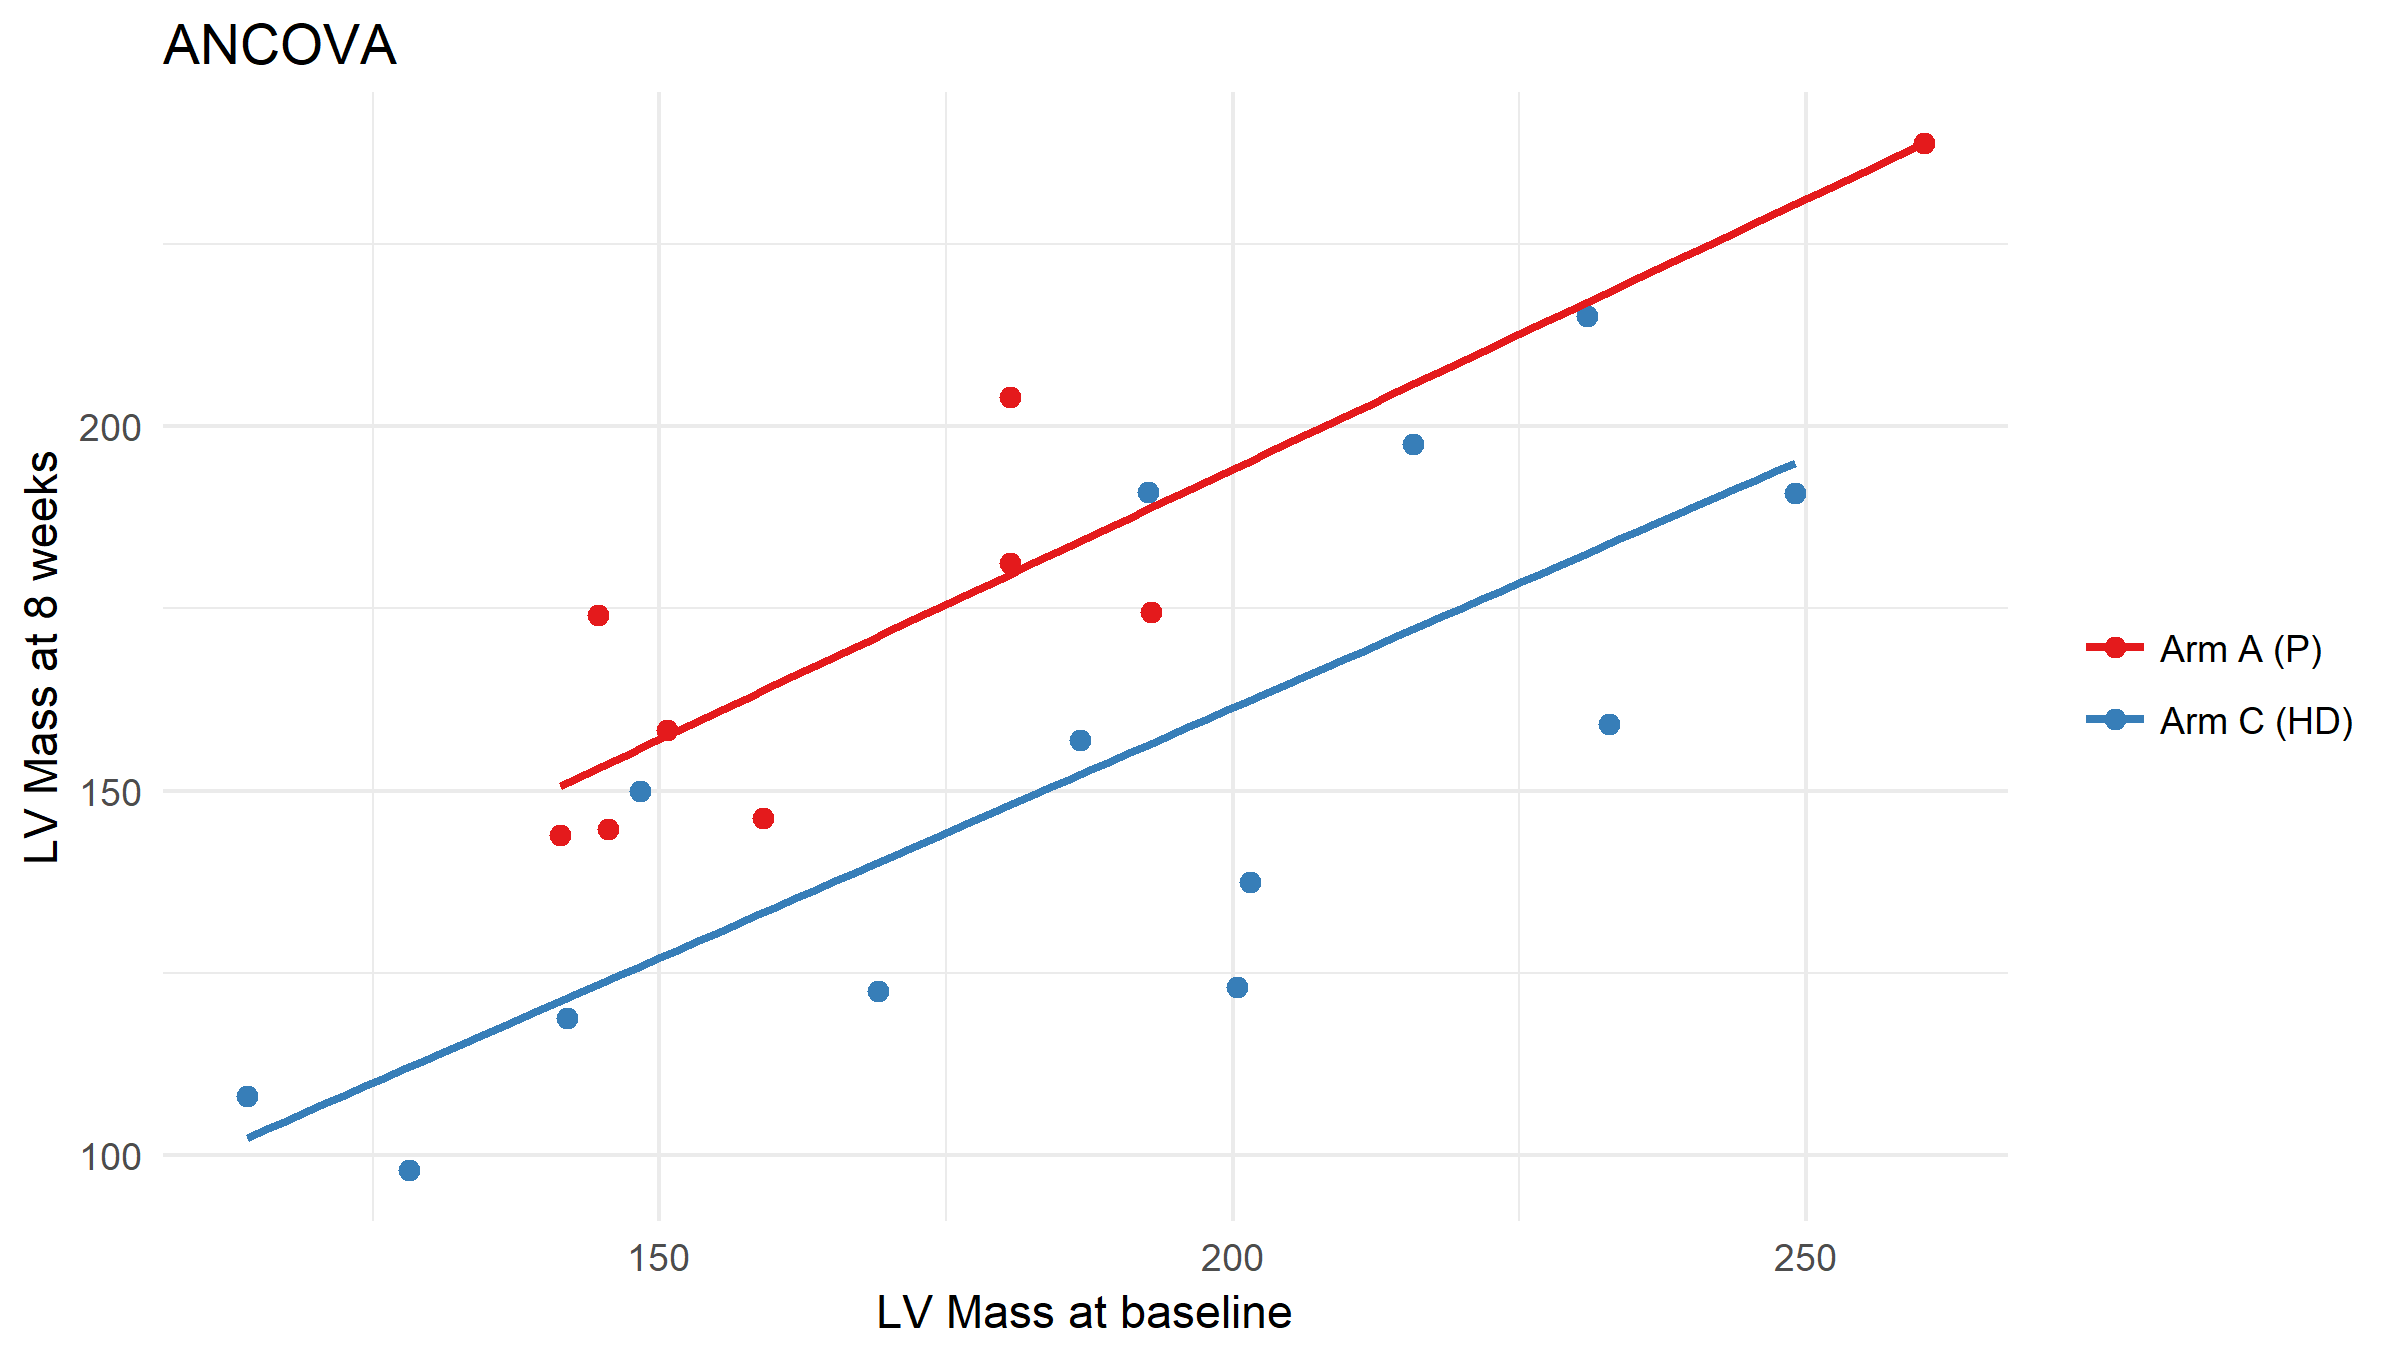 ANCOVA
LV Mass at 8 weeks
200
150
100
150
200
250
LV Mass at baseline
Arm A (P)
Arm C (HD)